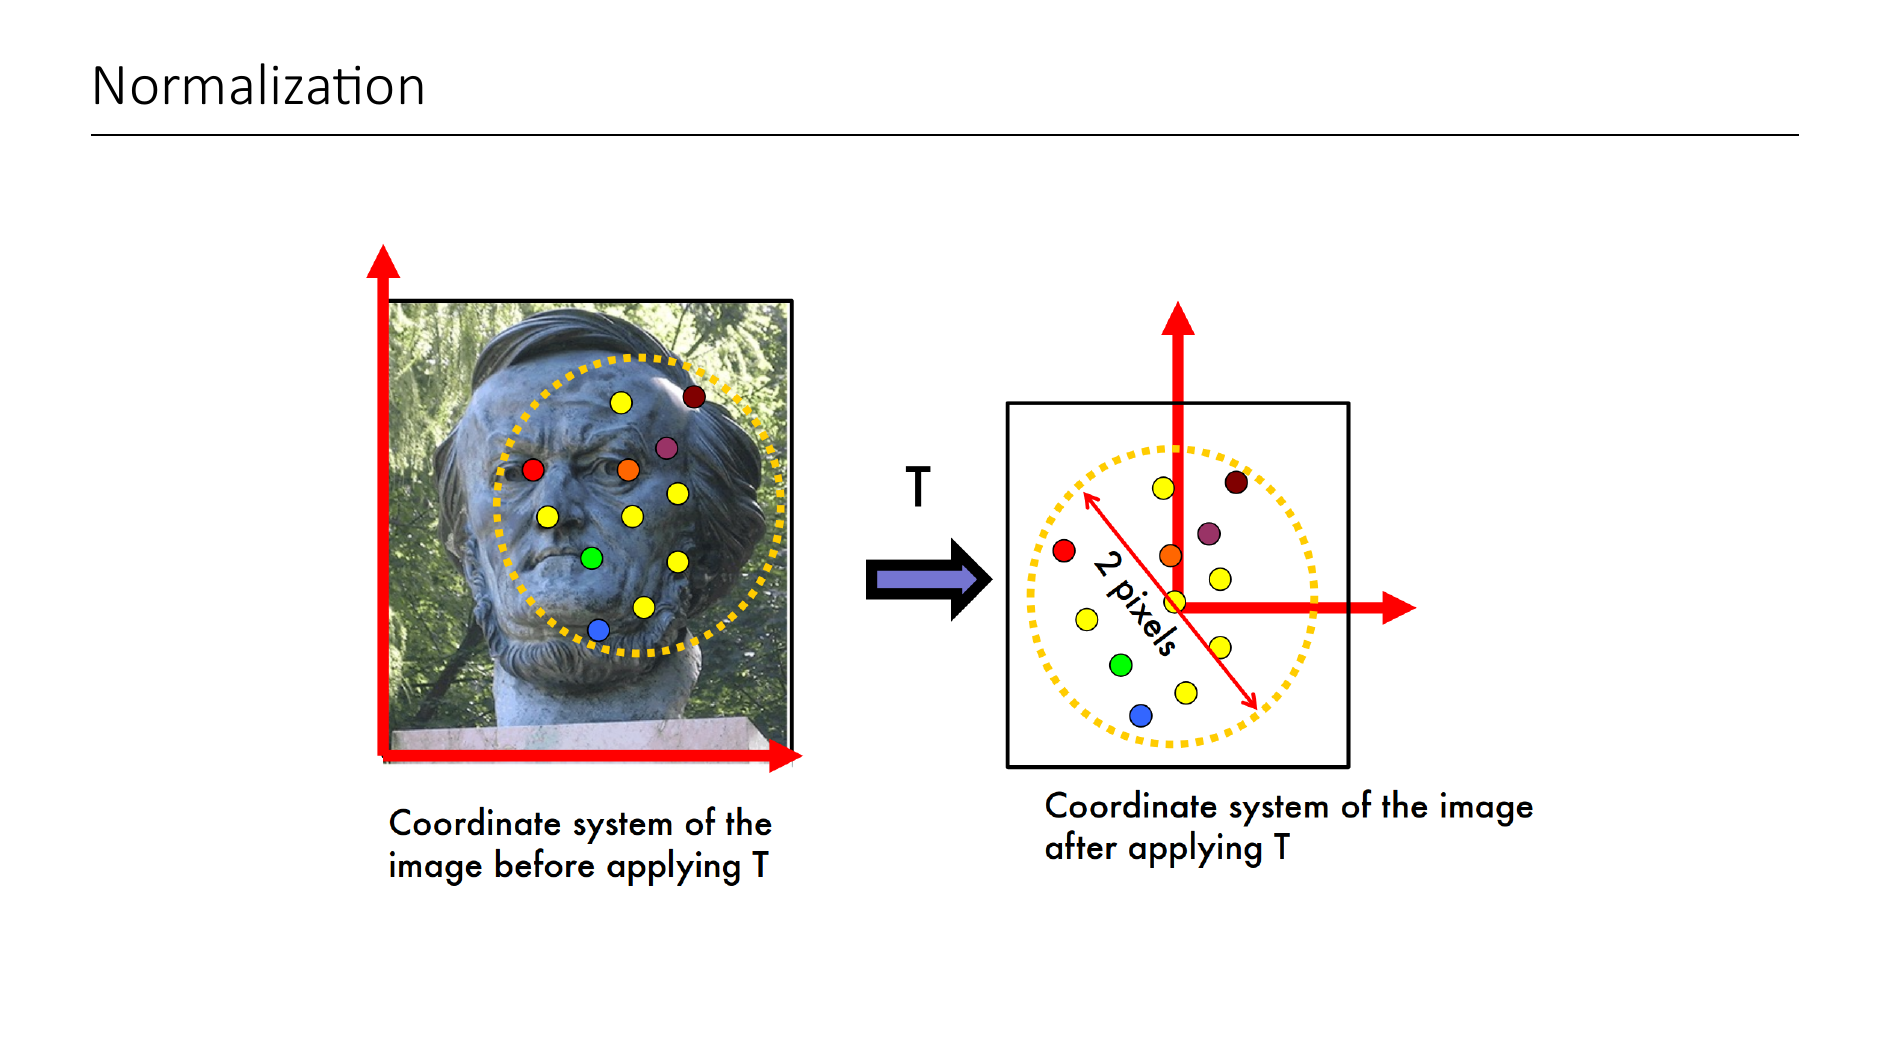 Normalization
T
2 pixels
Coordinate system of the
image before applying T
Coordinate system of the image
after applying T